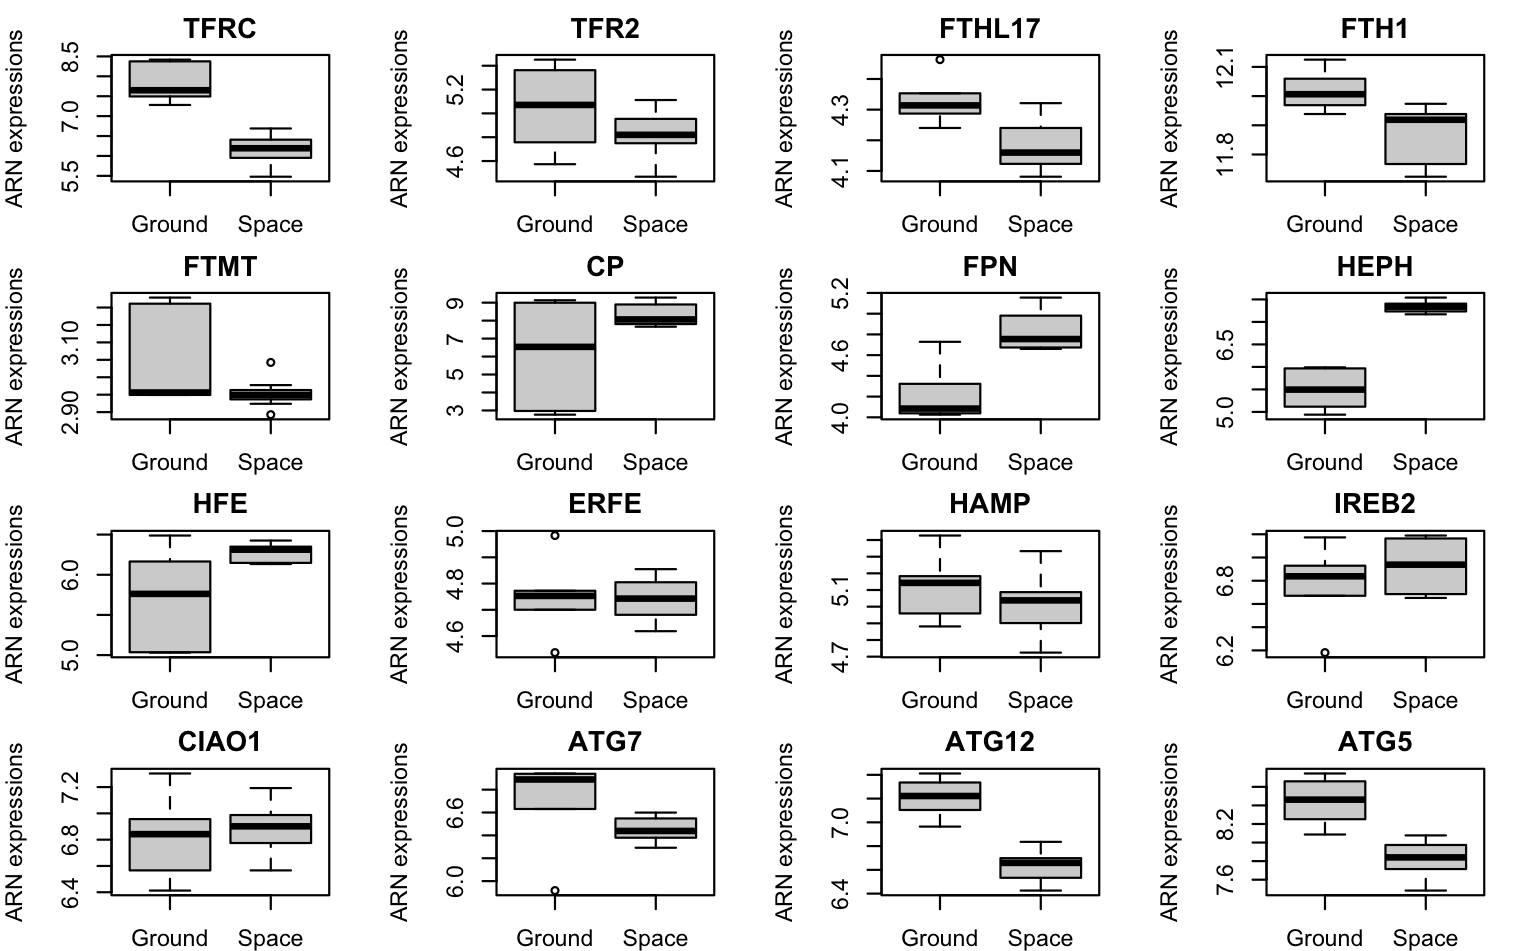 TFRC
TFR2
FTHL17
FTH1
ARN expressions
5.5
7.0
8.5
Ground
Space
ARN expressions
4.6
5.2
Ground
Space
ARN expressions
4.1
4.3
Ground
Space
ARN expressions
11.8
12.1
Ground
Space
FTMT
CP
FPN
HEPH
ARN expressions
2.90
3.10
Ground
Space
ARN expressions
3
5
7
9
Ground
Space
ARN expressions
4.0
4.6
5.2
Ground
Space
ARN expressions
5.0
6.5
Ground
Space
HFE
ERFE
HAMP
IREB2
ARN expressions
5.0
6.0
Ground
Space
ARN expressions
4.6
4.8
5.0
Ground
Space
ARN expressions
4.7
5.1
Ground
Space
ARN expressions
6.2
6.8
Ground
Space
CIAO1
ATG7
ATG12
ATG5
ARN expressions
6.4
6.8
7.2
Ground
Space
ARN expressions
6.0
6.6
Ground
Space
ARN expressions
6.4
7.0
Ground
Space
ARN expressions
7.6
8.2
Ground
Space